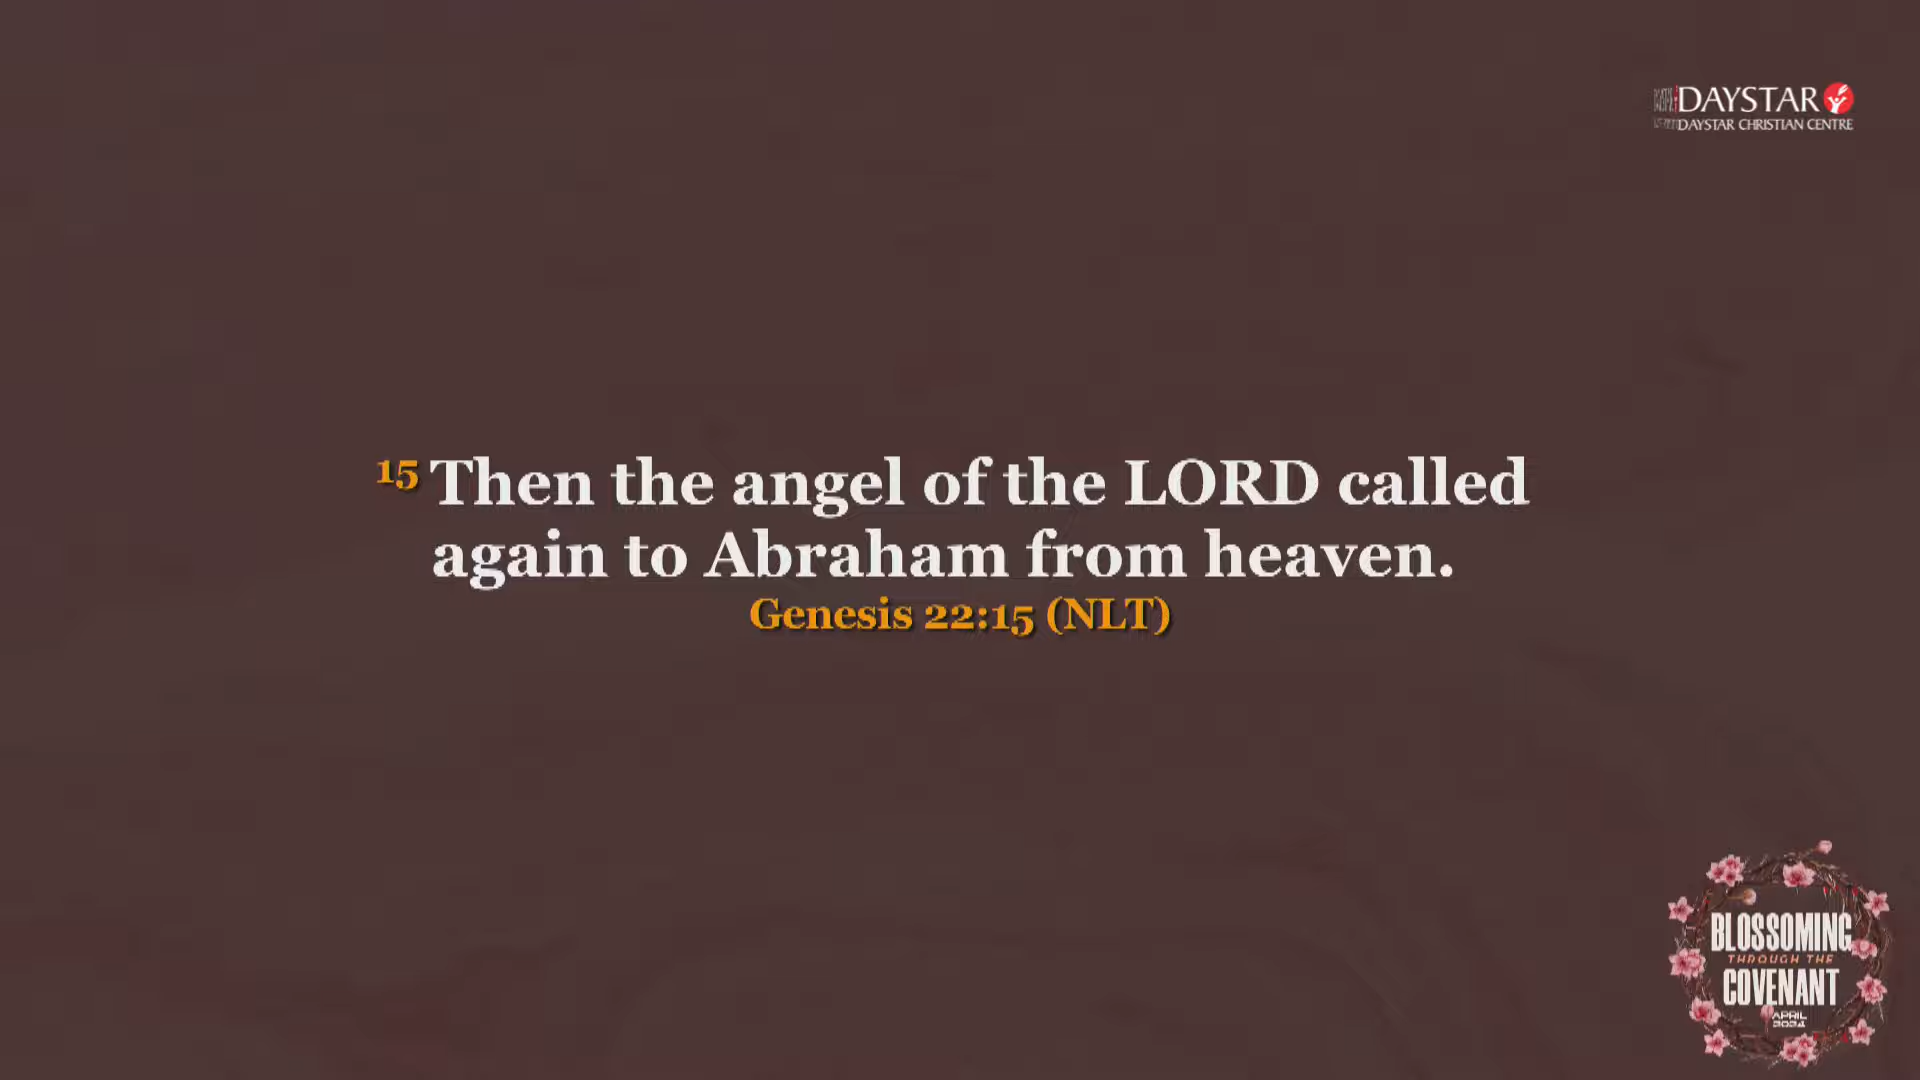 DAYSTAR
DAYSTAR CHRISTIAN CENTRE
15 Then the angel of the LORD called
again to Abraham from heaven.
Genesis 22:15 (NLT)
BLOSSOMING
THROUGH THE
COVENANT
APRIL
2024